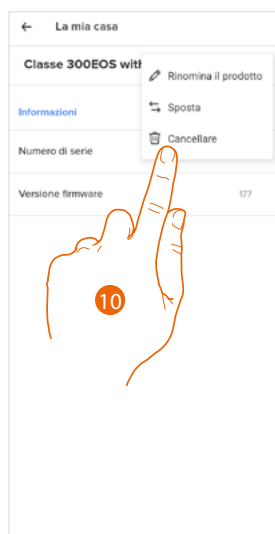 ← La mia casa
Classe 300EOS with
Rinomina il prodotto
Sposta
Cancellare
Informazioni
Numero di serie
Versione firmware 177
10